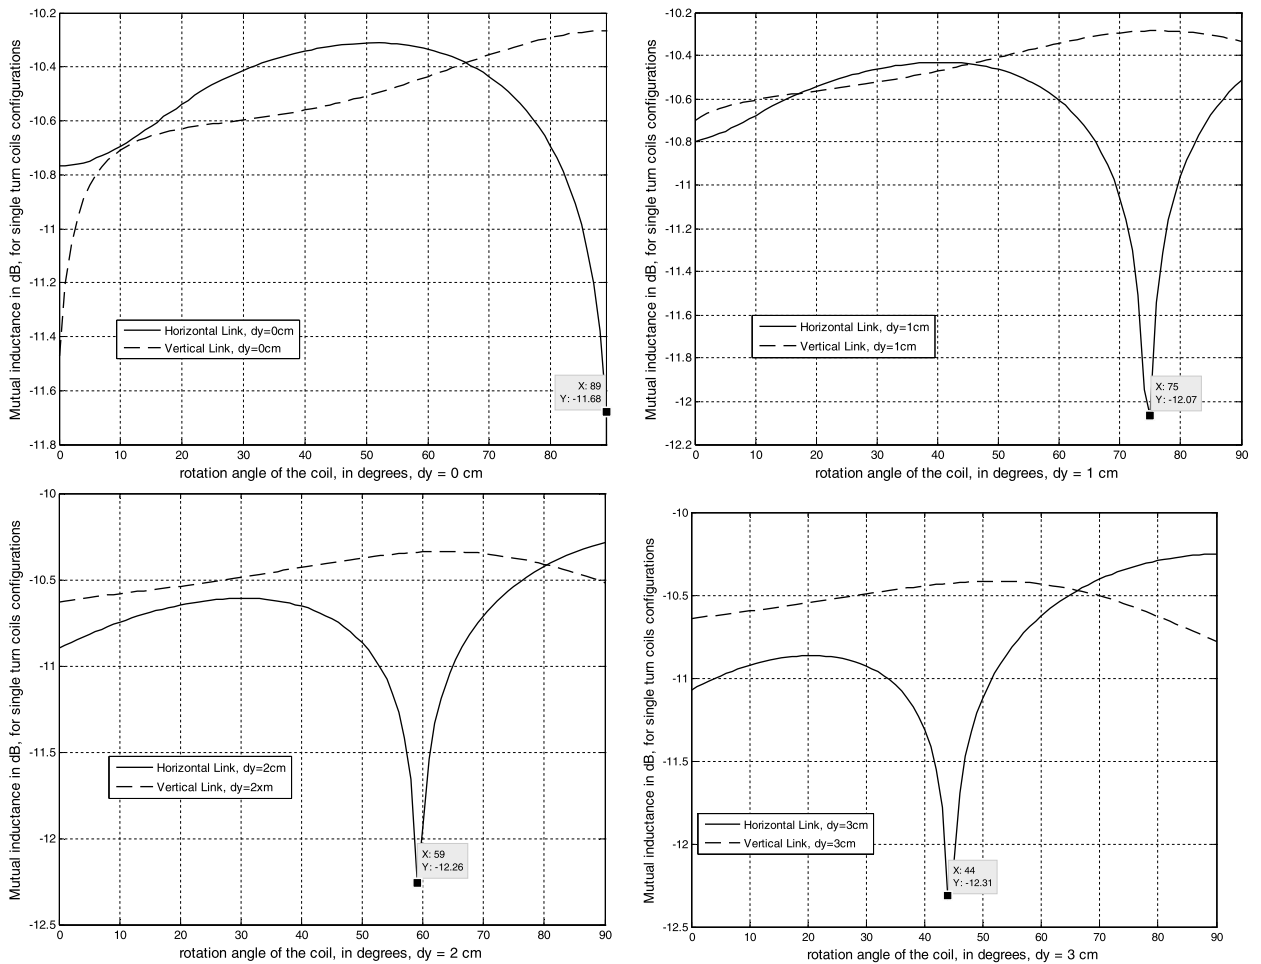 Mutual inductance in dB, for single turn coils configurations
-10.2
-10.4
-10.6
-10.8
-11
-11.2
-11.4
-11.6
-11.8
Horizontal Link, dy=0cm
Vertical Link, dy=0cm
X: 89
Y: -11.68
0 10 20 30 40 50 60 70 80
rotation angle of the coil, in degrees, dy = 0 cm
Mutual inductance in dB, for single turn coils configurations
-10.2
-10.4
-10.6
-10.8
-11
-11.2
-11.4
-11.6
-11.8
-12
-12.2
Horizontal Link, dy=1cm
Vertical Link, dy=1cm
X: 75
Y: -12.07
0 10 20 30 40 50 60 70 80 90
rotation angle of the coil, in degrees, dy = 1 cm
Mutual inductance in dB, for single turn coils configurations
-10
-10.5
-11
-11.5
-12
-12.5
Horizontal Link, dy=2cm
Vertical Link, dy=2xm
X: 59
Y: -12.26
0 10 20 30 40 50 60 70 80 90
rotation angle of the coil, in degrees, dy = 2 cm
Mutual inductance in dB, for single turn coils configurations
-10
-10.5
-11
-11.5
-12
-12.5
Horizontal Link, dy=3cm
Vertical Link, dy=3cm
X: 44
Y: -12.31
0 10 20 30 40 50 60 70 80 90
rotation angle of the coil, in degrees, dy = 3 cm